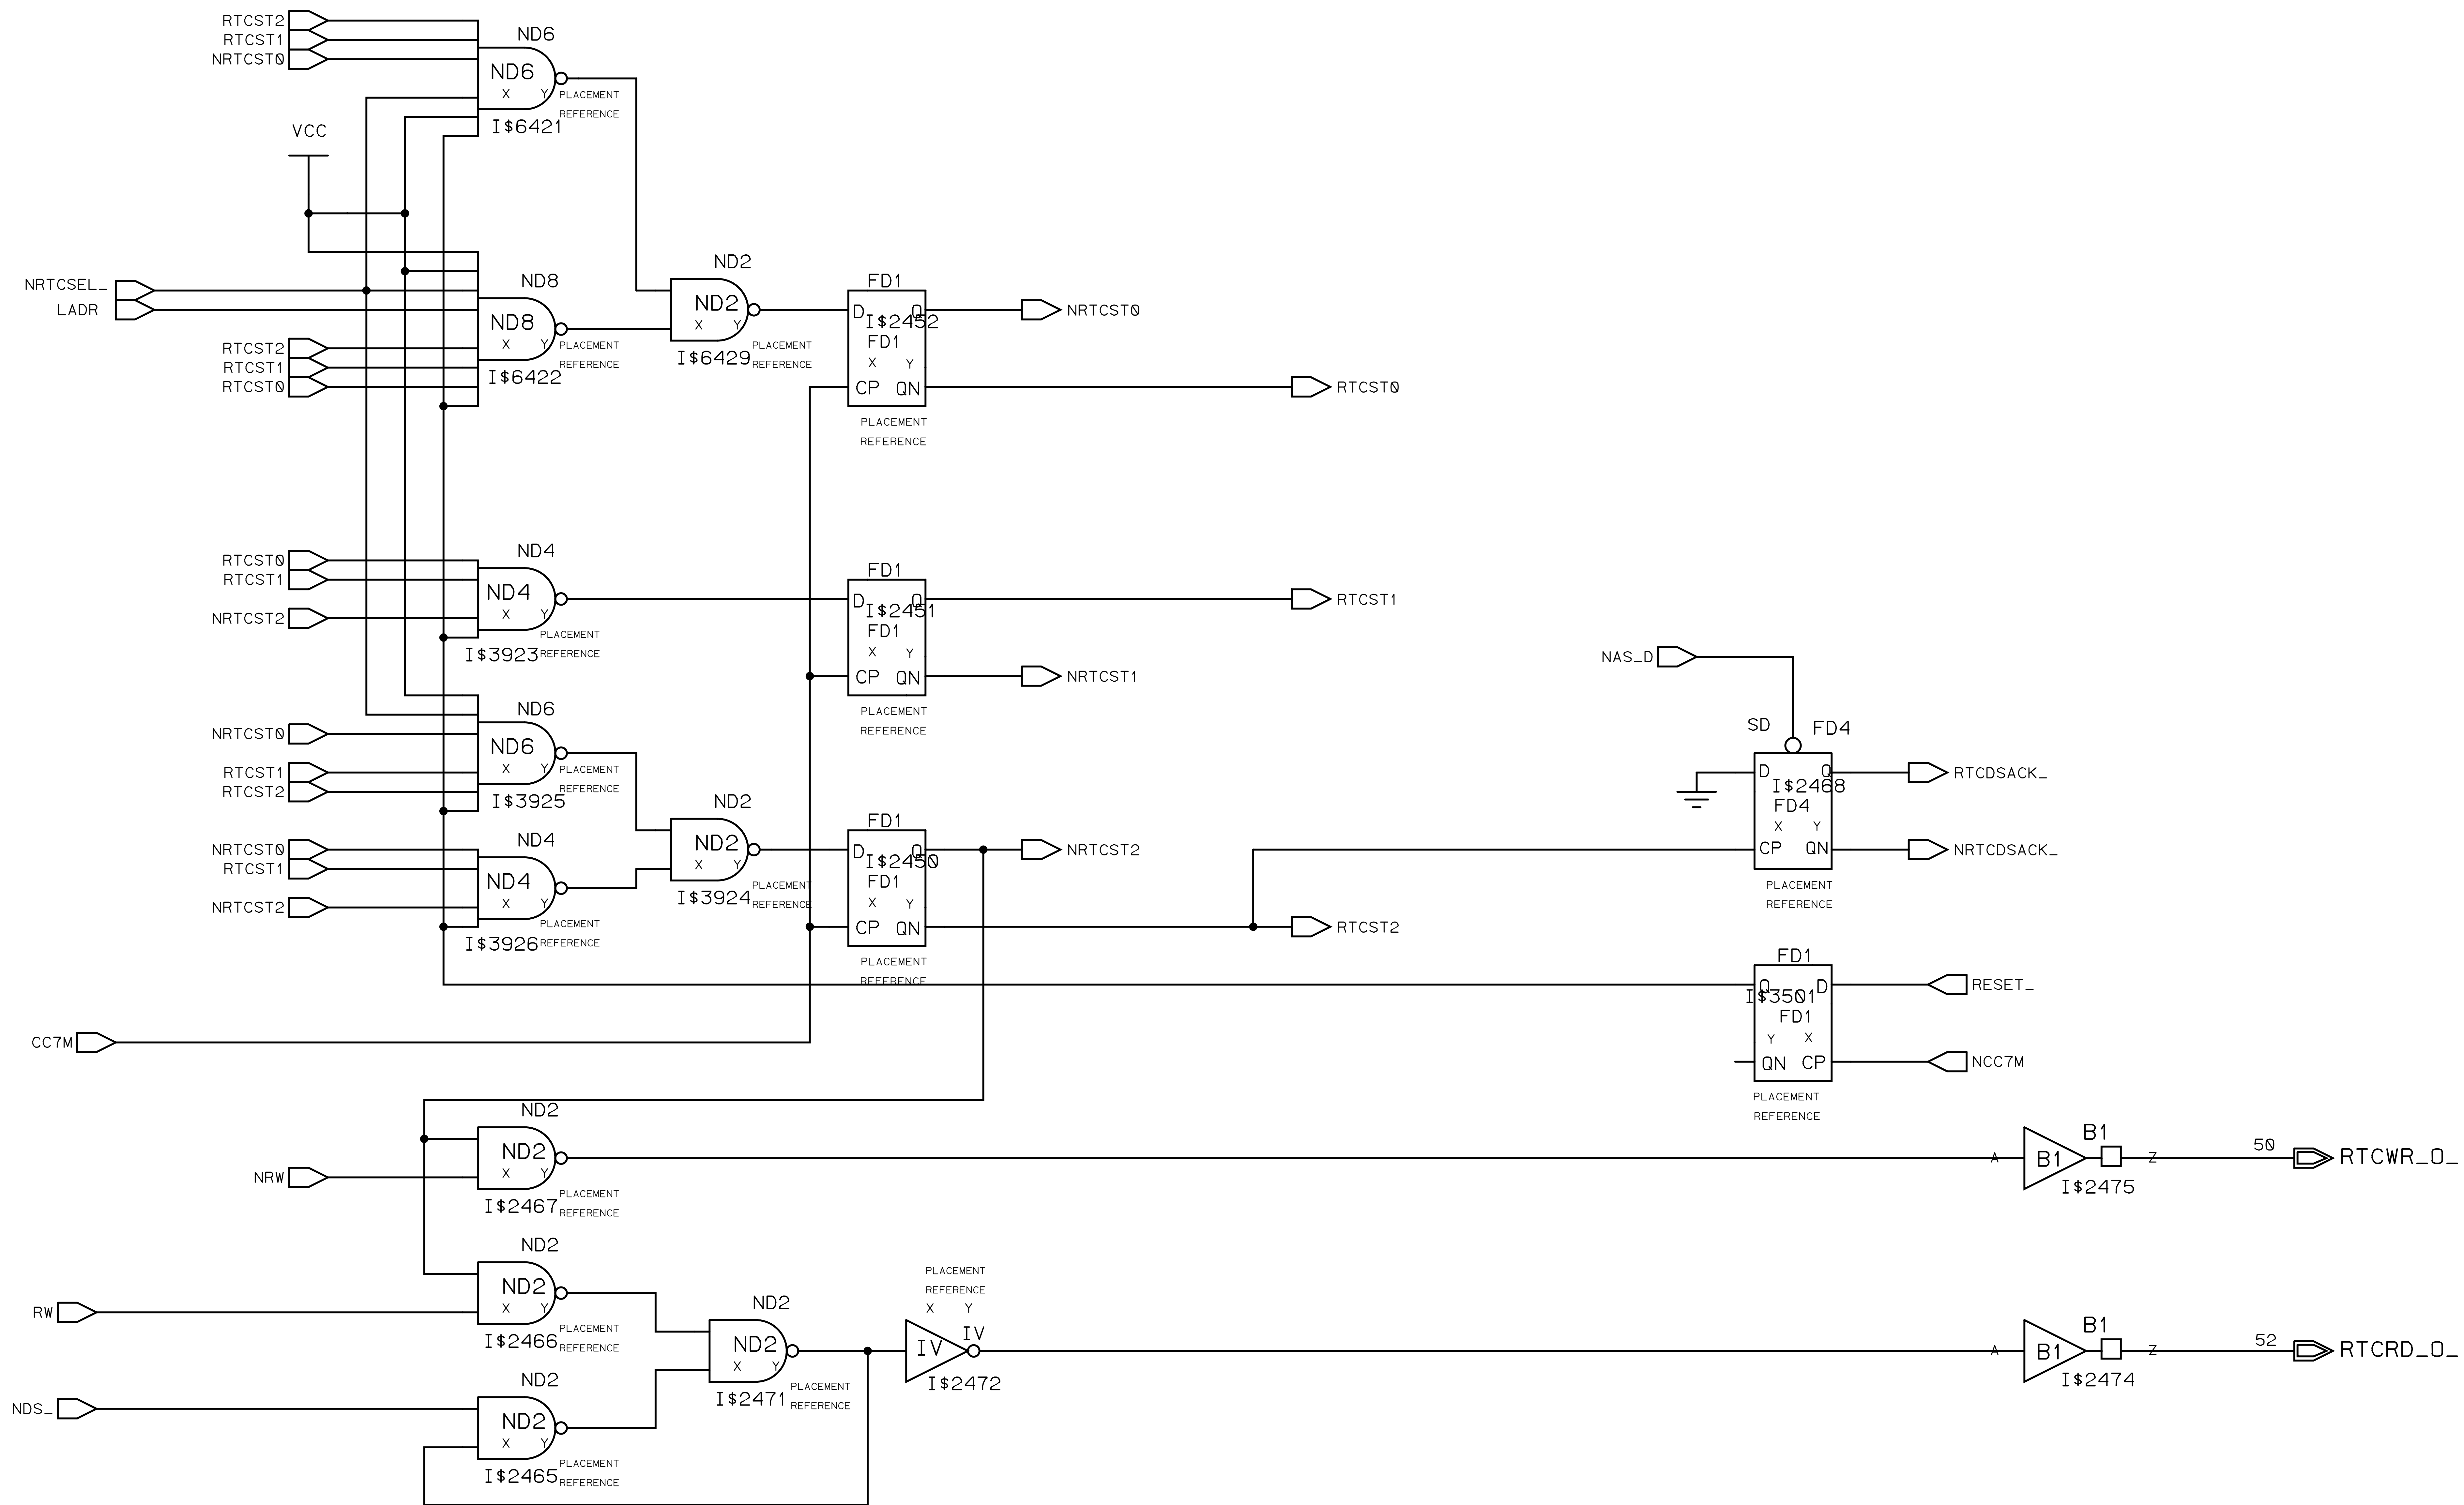 RTCST2
RTCST1
NRTCST0
ND6
ND6
X Y
PLACEMENT
REFERENCE
I$6421
VCC
NRTCSEL_
LADR
RTCST2
RTCST1
RTCST0
ND8
ND8
X Y
PLACEMENT
REFERENCE
I$6422
ND2
ND2
X Y
PLACEMENT
REFERENCE
I$6429
FD1
D Q
I$2452
FD1
X Y
CP QN
PLACEMENT
REFERENCE
NRTCST0
RTCST0
RTCST0
RTCST1
NRTCST2
ND4
ND4
X Y
PLACEMENT
REFERENCE
I$3923
FD1
D Q
I$2451
FD1
X Y
CP QN
PLACEMENT
REFERENCE
RTCST1
NRTCST1
NRTCST0
RTCST1
RTCST2
ND6
ND6
X Y
PLACEMENT
REFERENCE
I$3925
NRTCST0
RTCST1
NRTCST2
ND4
ND4
X Y
PLACEMENT
REFERENCE
I$3926
ND2
ND2
X Y
PLACEMENT
REFERENCE
I$3924
FD1
D Q
I$2450
FD1
X Y
CP QN
PLACEMENT
REFERENCE
NRTCST2
RTCST2
NAS_D
SD FD4
D Q
I$2468
FD4
X Y
CP QN
PLACEMENT
REFERENCE
RTCDSACK_
NRTCDSACK_
FD1
Q D
I$3501
FD1
Y X
QN CP
PLACEMENT
REFERENCE
RESET_
NCC7M
CC7M
NRW
ND2
ND2
X Y
PLACEMENT
REFERENCE
I$2467
A
B1
B1
Z
I$2475
50
RTCWR_O_
RW
ND2
ND2
X Y
PLACEMENT
REFERENCE
I$2466
NDS_
ND2
ND2
X Y
PLACEMENT
REFERENCE
I$2465
ND2
ND2
X Y
PLACEMENT
REFERENCE
I$2471
PLACEMENT
REFERENCE
X Y
IV
IV
I$2472
A
B1
B1
Z
I$2474
52
RTCRD_O_